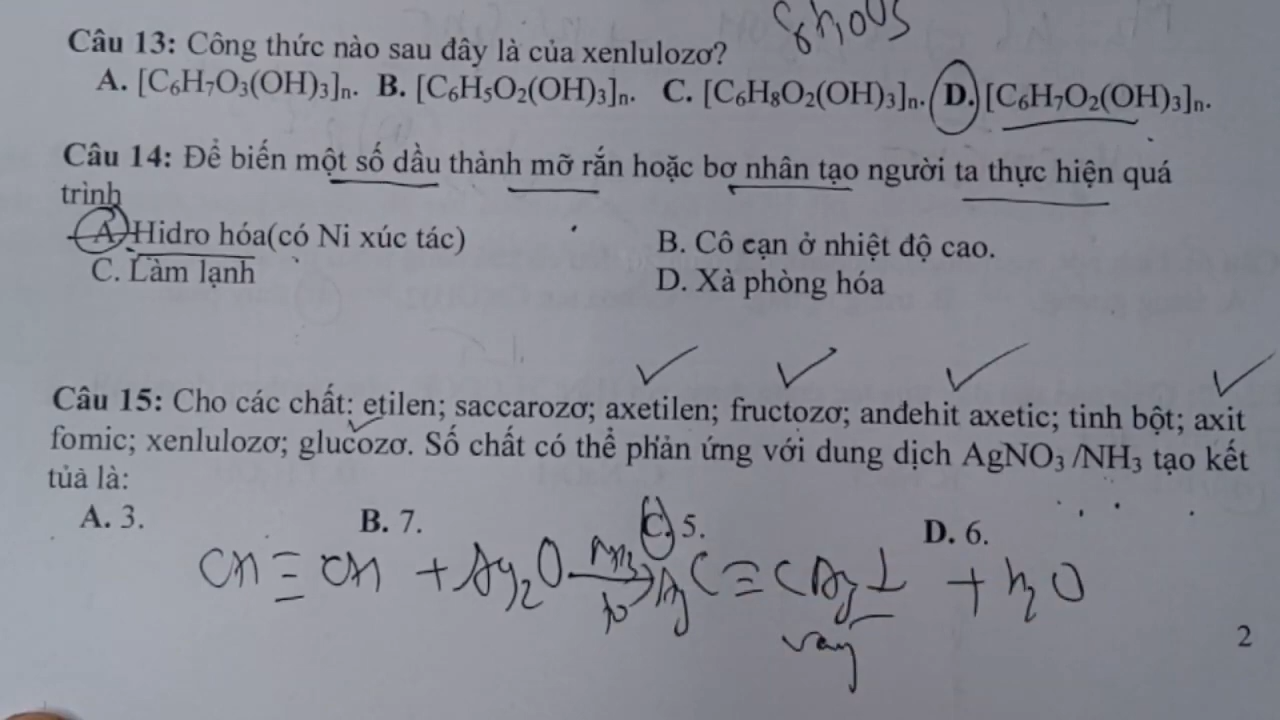 C6H10O5
Câu 13: Công thức nào sau đây là của xenlulozơ?
A. [C6H7O3(OH)3]n. B. [C6H5O2(OH)3]n. C. [C6H8O2(OH)3]n. D. [C6H7O2(OH)3]n.
Câu 14: Để biến một số dầu thành mỡ rắn hoặc bơ nhân tạo người ta thực hiện quá
trình
A. Hidro hóa(có Ni xúc tác) B. Cô cạn ở nhiệt độ cao.
C. Làm lạnh D. Xà phòng hóa
Câu 15: Cho các chất: etilen; saccarozơ; axetilen; fructozơ; anđehit axetic; tinh bột; axit
fomic; xenlulozơ; glucozơ. Số chất có thể phản ứng với dung dịch AgNO3 /NH3 tạo kết
tủa là:
A. 3. B. 7. C. 5. D. 6.
CH≡CH + Ag2O NH3 to AgC≡CAg↓ + H2O
vàng
2